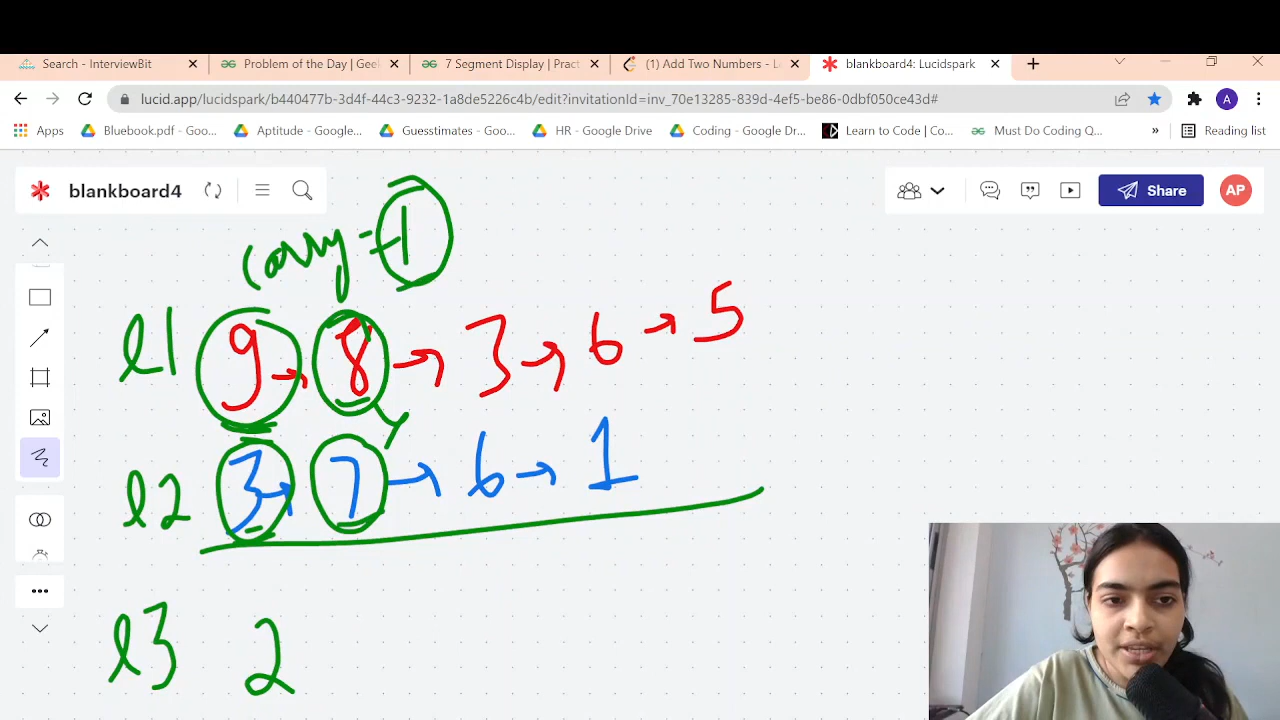 Search - InterviewBit
Problem of the Day | Geek
7 Segment Display | Pract
(1) Add Two Numbers - Le
blankboard4: Lucidspark
lucid.app/lucidspark/b440477b-3d4f-44c3-9232-1a8de5226c4b/edit?invitationId=inv_70e13285-839d-4ef5-be86-0dbf050ce43d#
A
Apps
Bluebook.pdf - Goo...
Aptitude - Google...
Guesstimates - Goo...
HR - Google Drive
Coding - Google Dr...
Learn to Code | Co...
Must Do Coding Q...
»
Reading list
blankboard4
Share
AP
carry = 1
l1 9 → 8 → 3 → 6 → 5
l2 3 → 7 → 6 → 1
l3 2